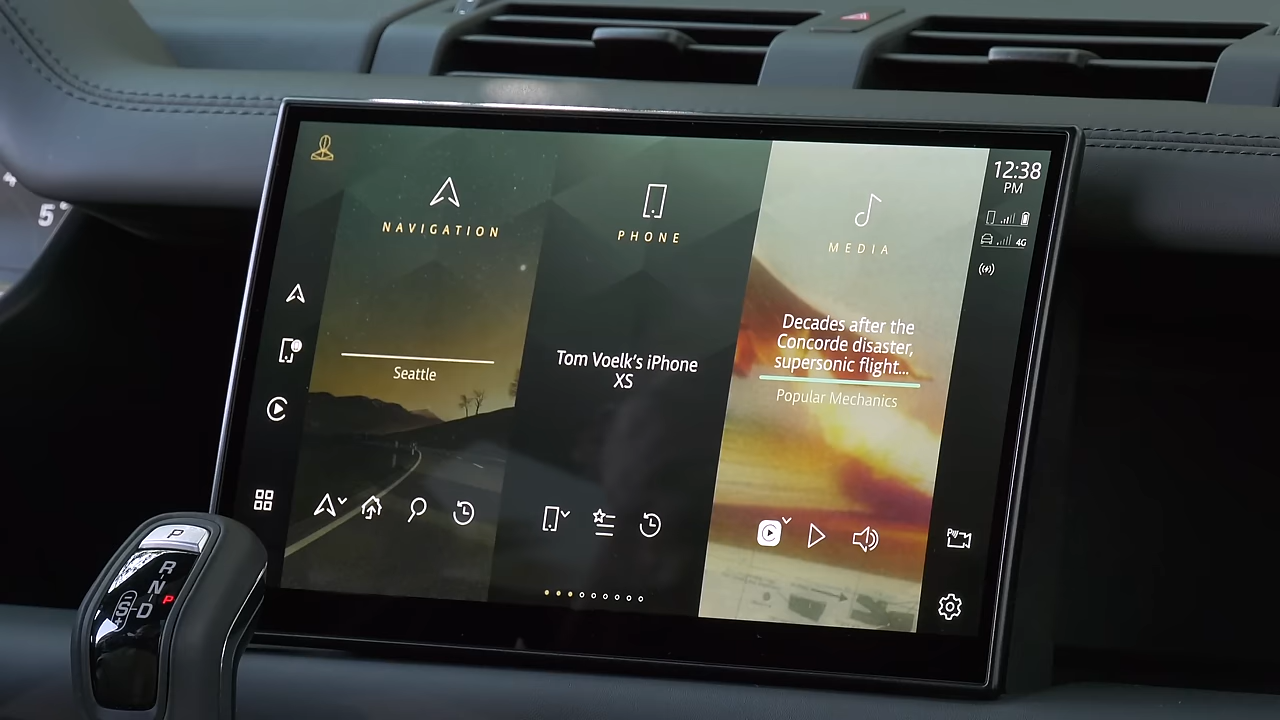 NAVIGATION
Seattle
PHONE
Tom Voelk's iPhone
XS
MEDIA
Decades after the
Concorde disaster,
supersonic flight...
Popular Mechanics
12:38
PM
4G
5
P
R
N
D
S
+
P